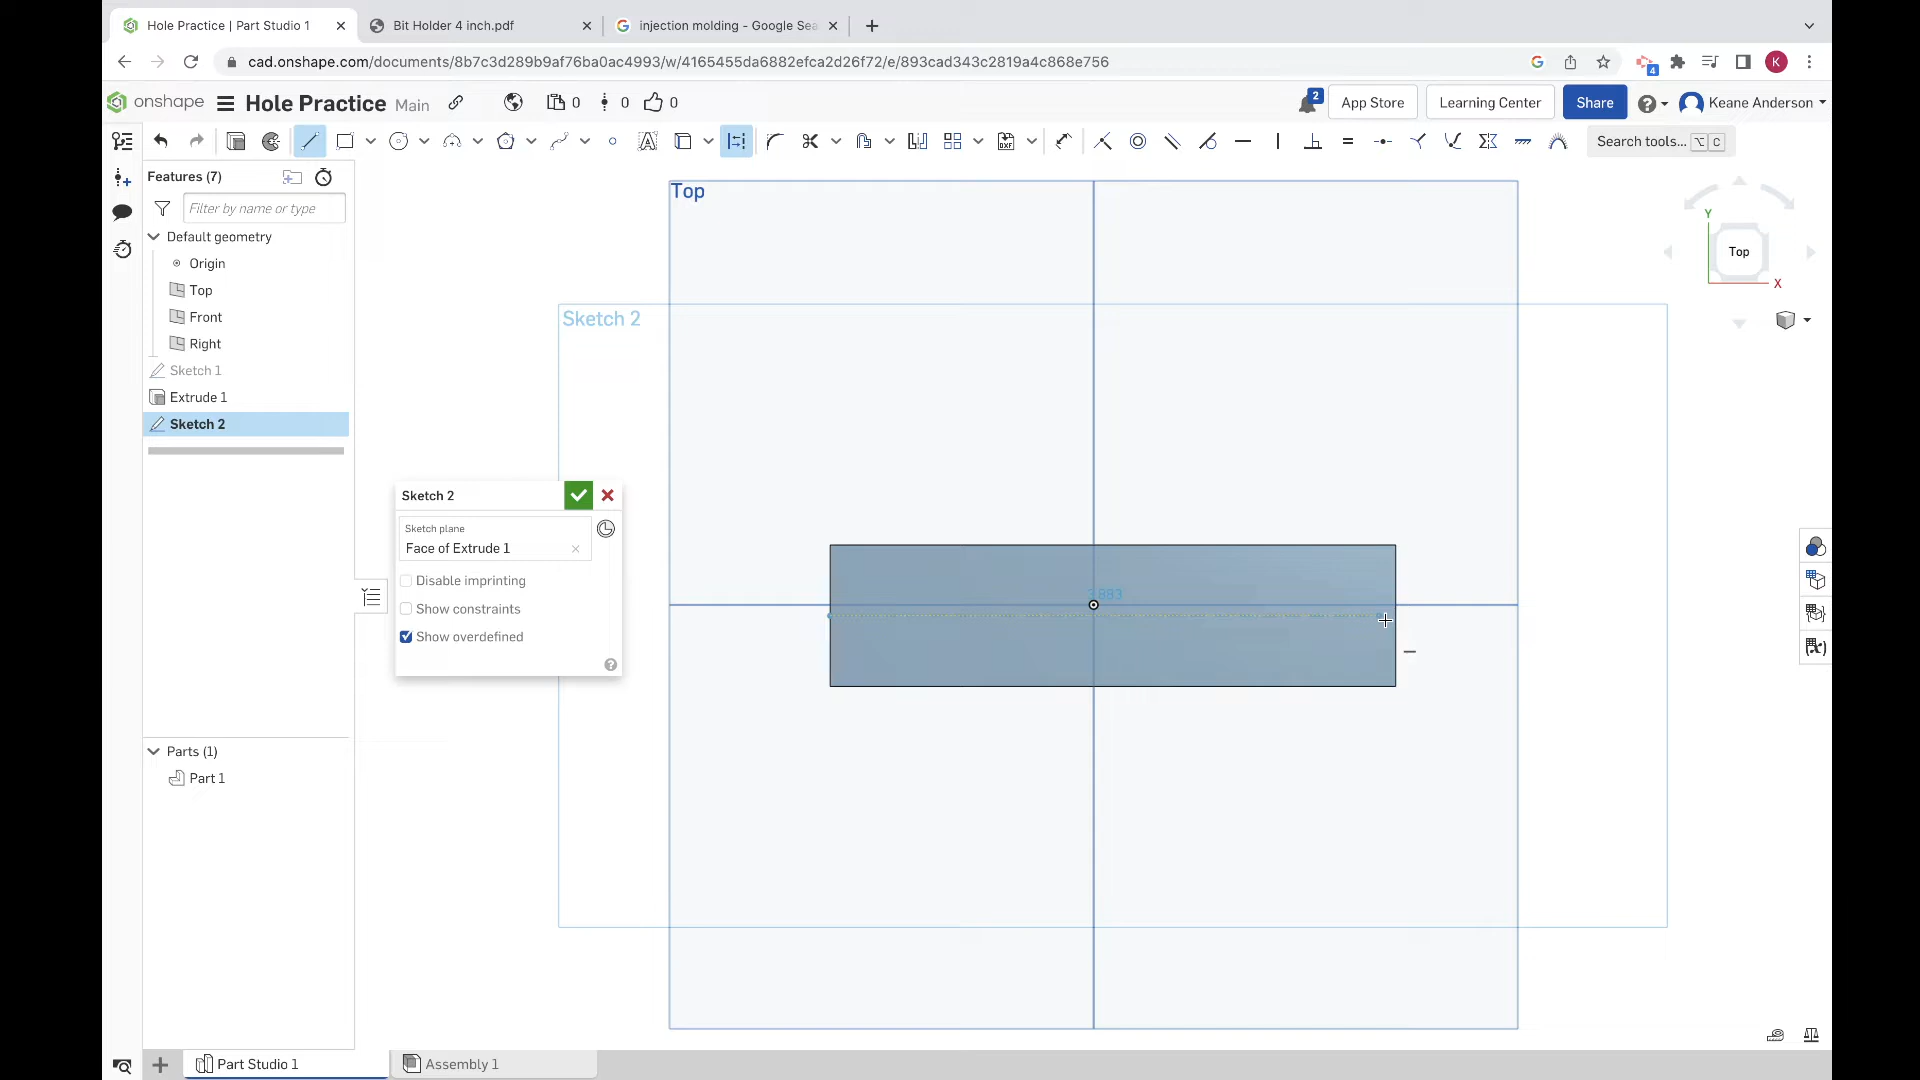 Hole Practice | Part Studio 1
Bit Holder 4 inch.pdf
injection molding - Google Sea
cad.onshape.com/documents/8b7c3d289b9af76ba0ac4993/w/4165455da6882efca2d26f72/e/893cad343c2819a4c868e756
4
K
onshape
Hole Practice Main
0
0
0
2
App Store
Learning Center
Share
Keane Anderson
DXF
Search tools... ⌥ C
Features (7)
Filter by name or type
Default geometry
Origin
Top
Front
Right
Sketch 1
Extrude 1
Sketch 2
Top
Sketch 2
Y
Top
X
Sketch 2
Sketch plane
Face of Extrude 1
Disable imprinting
Show constraints
Show overdefined
3.883
Parts (1)
Part 1
Part Studio 1
Assembly 1